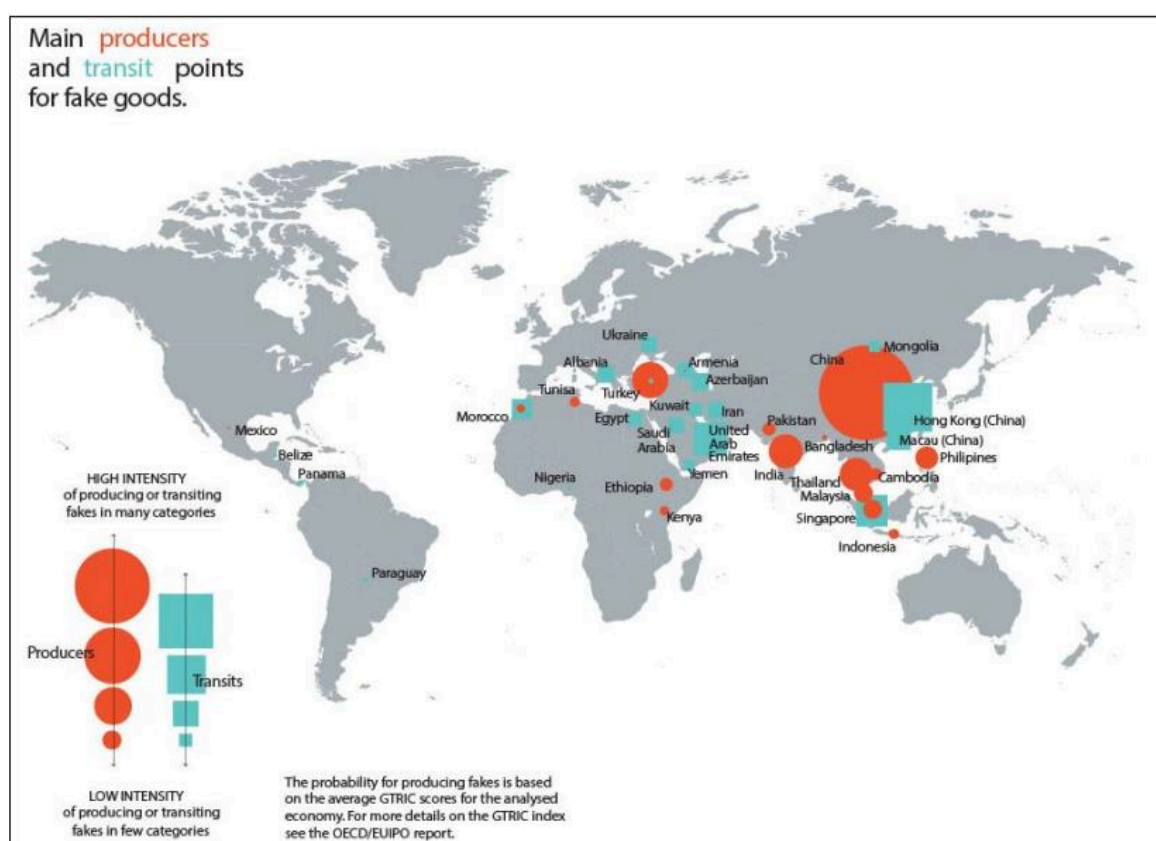 Main producers
and transit points
for fake goods.
Ukraine
Albania
Armenia
Azerbaijan
Tunisa
Turkey
Morocco
Kuwait
Iran
Egypt
Saudi
Arabia
United
Arab
Emirates
Yemen
Nigeria
Ethiopia
Kenya
China
Mongolia
Pakistan
Hong Kong (China)
Bangladesh
Macau (China)
India
Philipines
Thailand
Cambodia
Malaysia
Singapore
Indonesia
Mexico
Belize
Panama
Paraguay
HIGH INTENSITY
of producing or transiting
fakes in many categories
Producers
Transits
LOW INTENSITY
of producing or transiting
fakes in few categories
The probability for producing fakes is based
on the average GTRIC scores for the analysed
economy. For more details on the GTRIC index
see the OECD/EUIPO report.